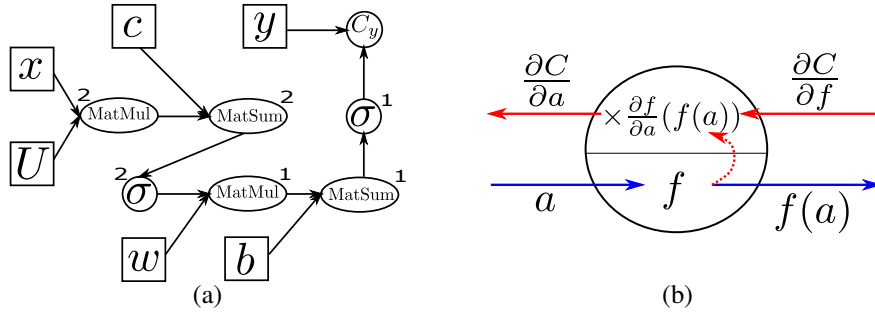 c
y
C_y
x
2
MatMul
MatSum
2
σ
1
U
2
σ
MatMul
1
MatSum
1
w
b
(a)
∂C/∂a
∂C/∂f
× ∂f/∂a (f(a))
a
f
f(a)
(b)